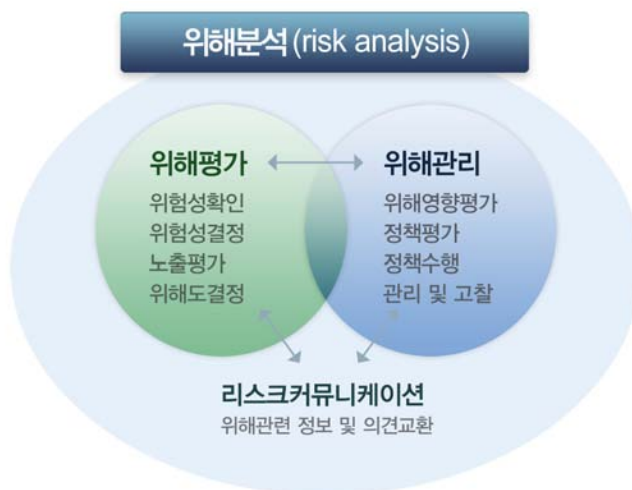 위해분석 (risk analysis)
위해평가
위험성확인
위험성결정
노출평가
위해도결정
위해관리
위해영향평가
정책평가
정책수행
관리 및 고찰
리스크커뮤니케이션
위해관련 정보 및 의견교환